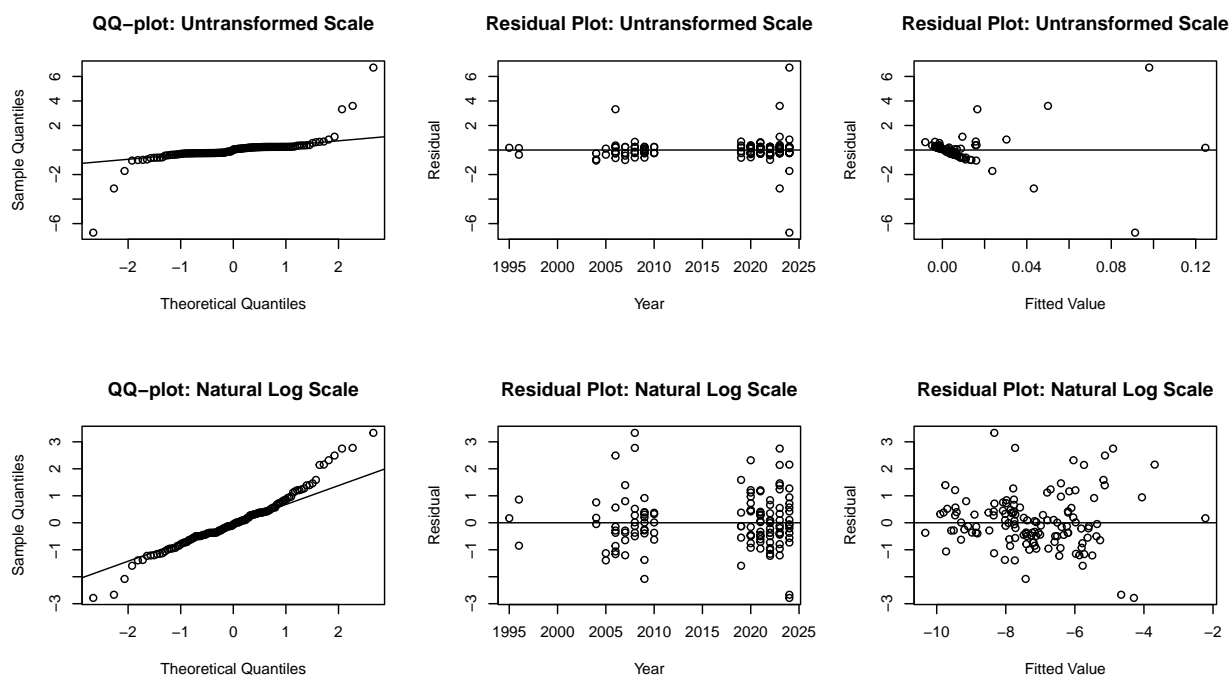 QQ−plot: Untransformed Scale
Sample Quantiles
6
4
2
−2
−6
−2 −1 0 1 2
Theoretical Quantiles
Residual Plot: Untransformed Scale
Residual
6
4
2
−2
−6
1995 2000 2005 2010 2015 2020 2025
Year
Residual Plot: Untransformed Scale
Residual
6
4
2
−2
−6
0.00 0.04 0.08 0.12
Fitted Value
QQ−plot: Natural Log Scale
Sample Quantiles
3
2
1
0
−1
−3
−2 −1 0 1 2
Theoretical Quantiles
Residual Plot: Natural Log Scale
Residual
3
2
1
0
−1
−3
1995 2000 2005 2010 2015 2020 2025
Year
Residual Plot: Natural Log Scale
Residual
3
2
1
0
−1
−3
−10 −8 −6 −4 −2
Fitted Value